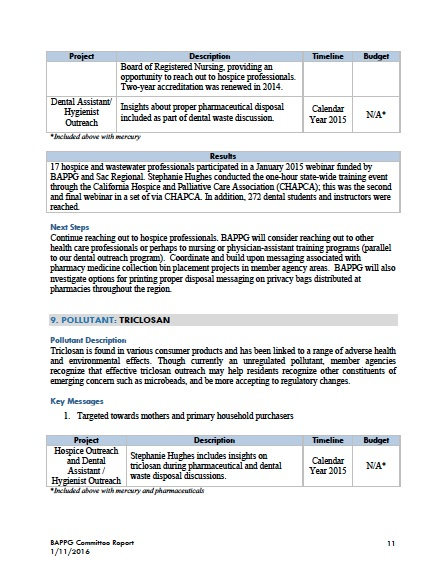 Project Description Timeline Budget
Board of Registered Nursing, providing an
opportunity to reach out to hospice professionals.
Two-year accreditation was renewed in 2014.
Dental Assistant/
Hygienist
Outreach
Insights about proper pharmaceutical disposal
included as part of dental waste discussion.
Calendar
Year 2015
N/A*
*Included above with mercury
Results
17 hospice and wastewater professionals participated in a January 2015 webinar funded by
BAPPG and Sac Regional. Stephanie Hughes conducted the one-hour state-wide training event
through the California Hospice and Palliative Care Association (CHAPCA); this was the second
and final webinar in a set of via CHAPCA. In addition, 272 dental students and instructors were
reached.
Next Steps
Continue reaching out to hospice professionals. BAPPG will consider reaching out to other
health care professionals or perhaps to nursing or physician-assistant training programs (parallel
to our dental outreach program). Coordinate and build upon messaging associated with
pharmacy medicine collection bin placement projects in member agency areas. BAPPG will also
nvestigate options for printing proper disposal messaging on privacy bags distributed at
pharmacies throughout the region.
9. POLLUTANT: TRICLOSAN
Pollutant Description
Triclosan is found in various consumer products and has been linked to a range of adverse health
and environmental effects. Though currently an unregulated pollutant, member agencies
recognize that effective triclosan outreach may help residents recognize other constituents of
emerging concern such as microbeads, and be more accepting to regulatory changes.
Key Messages
1. Targeted towards mothers and primary household purchasers
Project Description Timeline Budget
Hospice Outreach
and Dental
Assistant /
Hygienist Outreach
Stephanie Hughes includes insights on
triclosan during pharmaceutical and dental
waste disposal discussions.
Calendar
Year 2015
N/A*
*Included above with mercury and pharmaceuticals
BAPPG Committee Report
1/11/2016
11